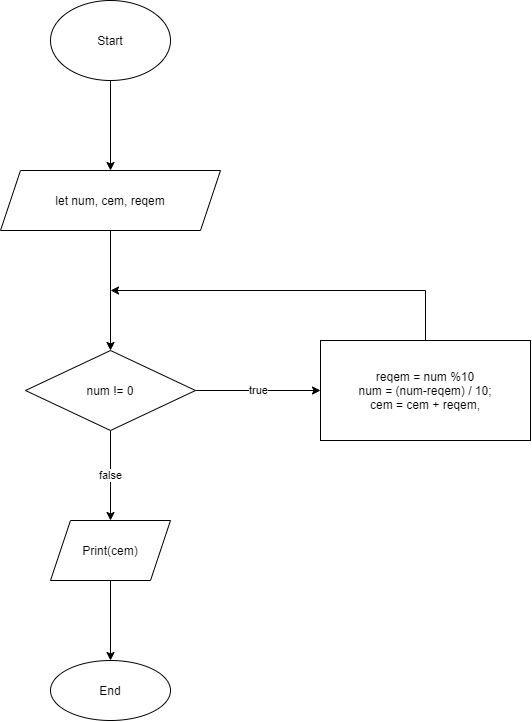 Start
let num, cem, reqem
num != 0
true
reqem = num %10
num = (num-reqem) / 10;
cem = cem + reqem,
false
Print(cem)
End